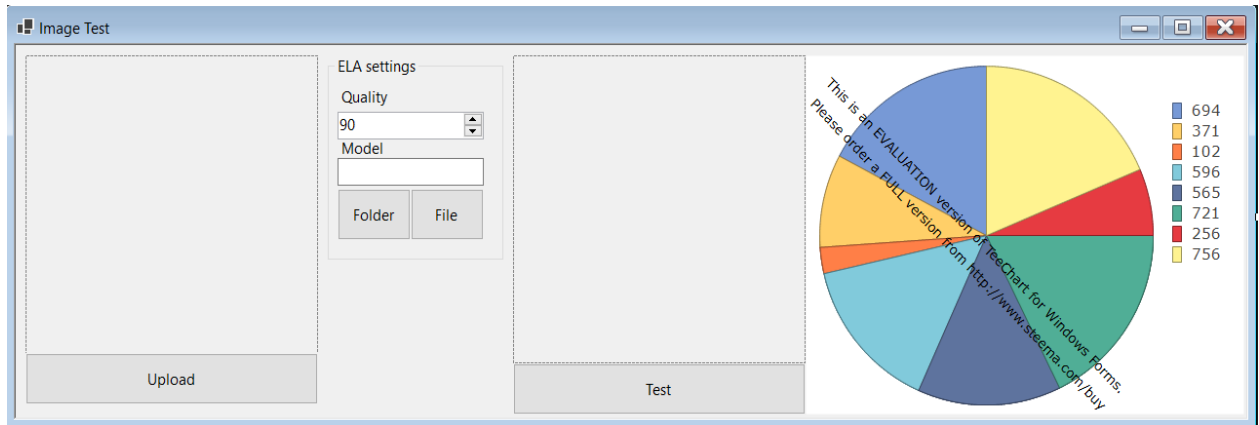 Image Test
ELA settings
Quality
90
Model
Folder
File
Upload
Test
This is an EVALUATION version of TeeChart for Windows Forms.
Please order a FULL version from http://www.steema.com/buy
694
371
102
596
565
721
256
756